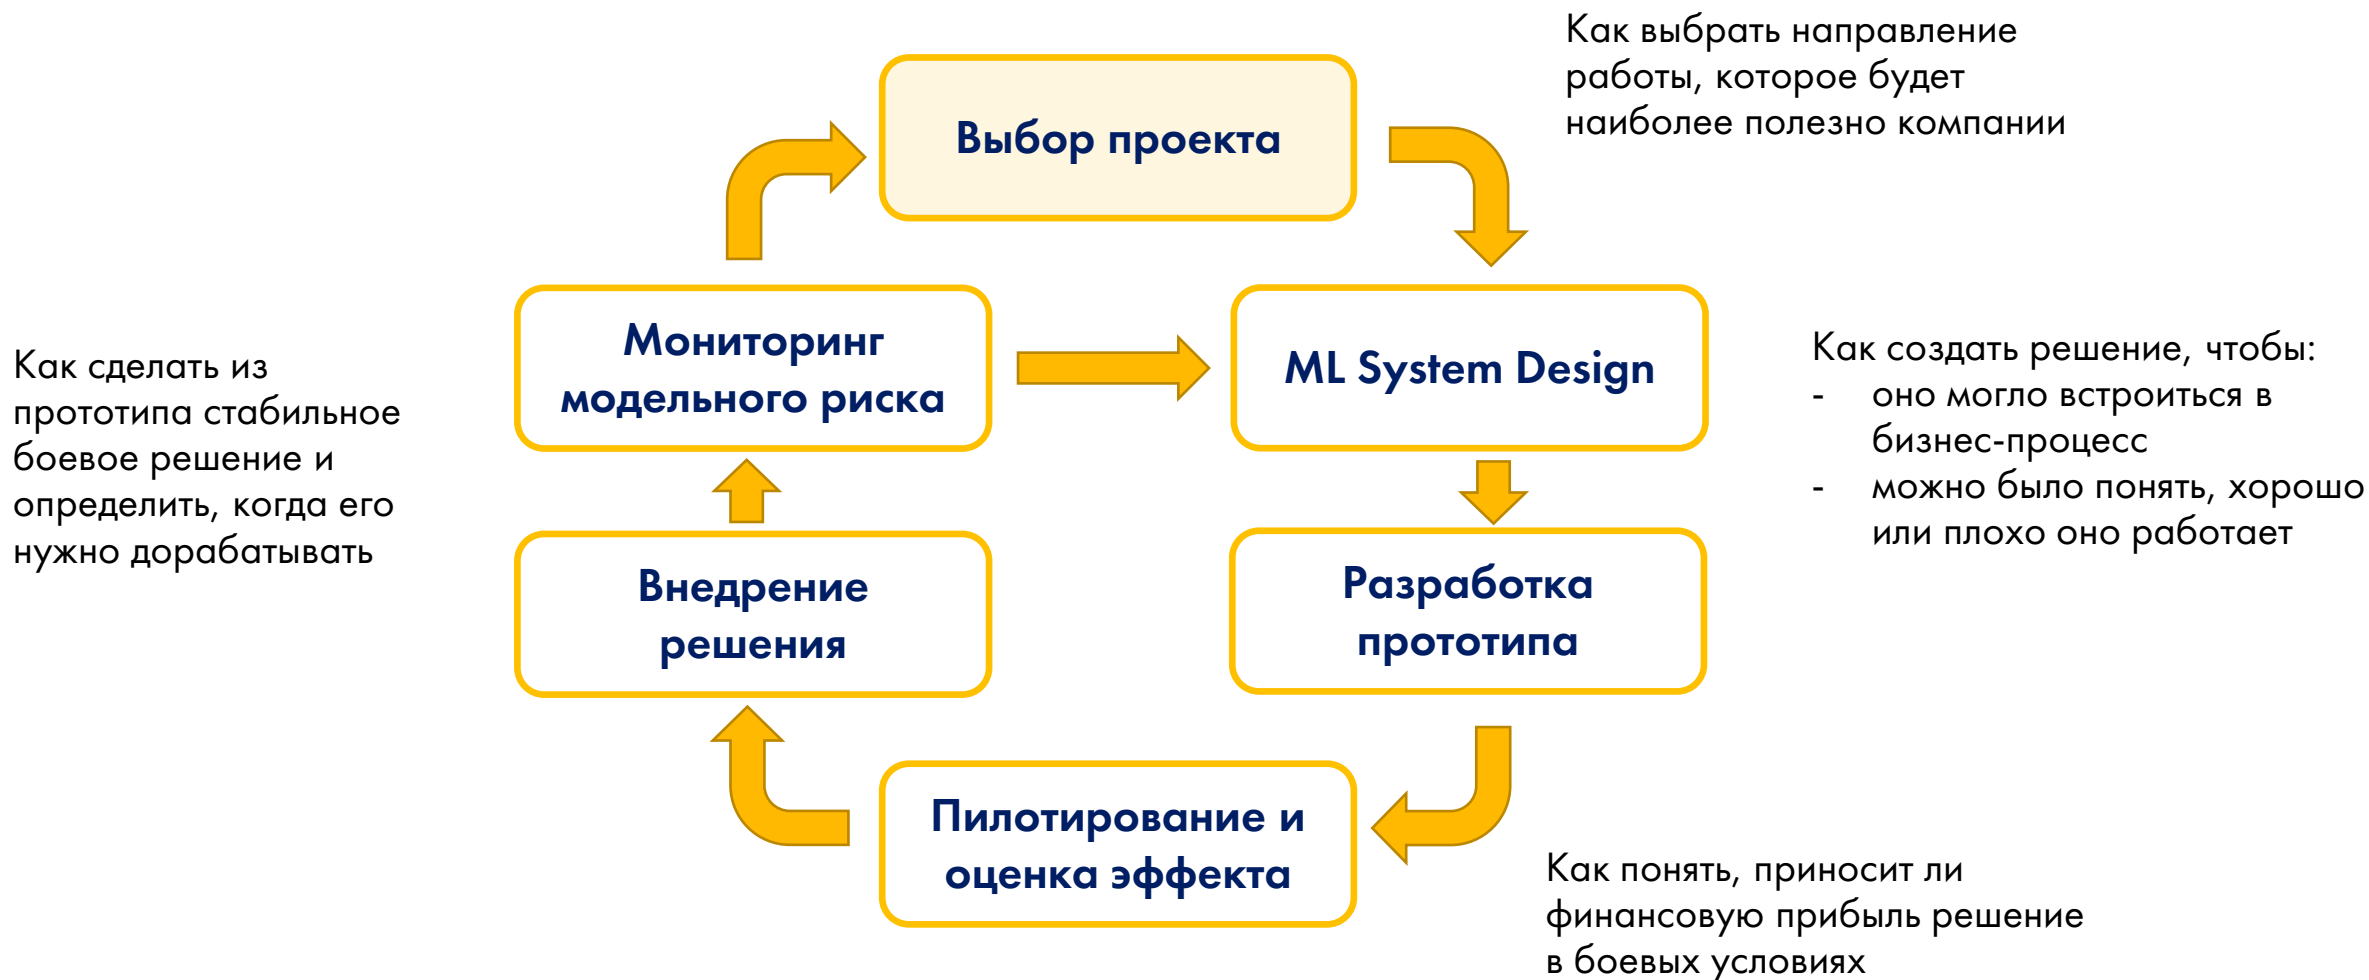 Как выбрать направление
работы, которое будет
наиболее полезно компании
Выбор проекта
Мониторинг
модельного риска
ML System Design
Как создать решение, чтобы:
- оно могло встроиться в
бизнес-процесс
- можно было понять, хорошо
или плохо оно работает
Как сделать из
прототипа стабильное
боевое решение и
определить, когда его
нужно дорабатывать
Внедрение
решения
Разработка
прототипа
Пилотирование и
оценка эффекта
Как понять, приносит ли
финансовую прибыль решение
в боевых условиях